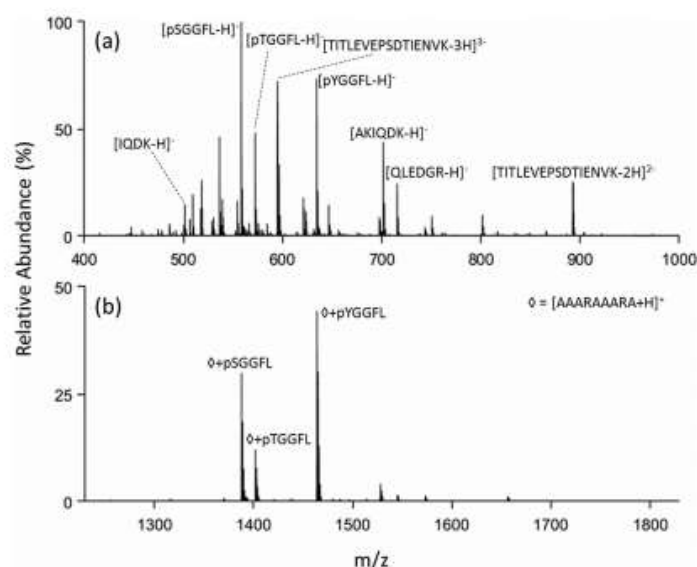 100
(a)
[pSGGFL-H]⁻
[pTGGFL-H]⁻
[TITLEVEPSDTIENVK-3H]³⁻
[pYGGFL-H]⁻
[AKIQDK-H]⁻
[IQDK-H]⁻
[QLEDGR-H]⁻
[TITLEVEPSDTIENVK-2H]²⁻
50
0
400 500 600 700 800 900 1000
Relative Abundance (%)
50
(b)
◊+pYGGFL
◊ = [AAARAAARA+H]⁺
◊+pSGGFL
25
◊+pTGGFL
0
1300 1400 1500 1600 1700 1800
m/z